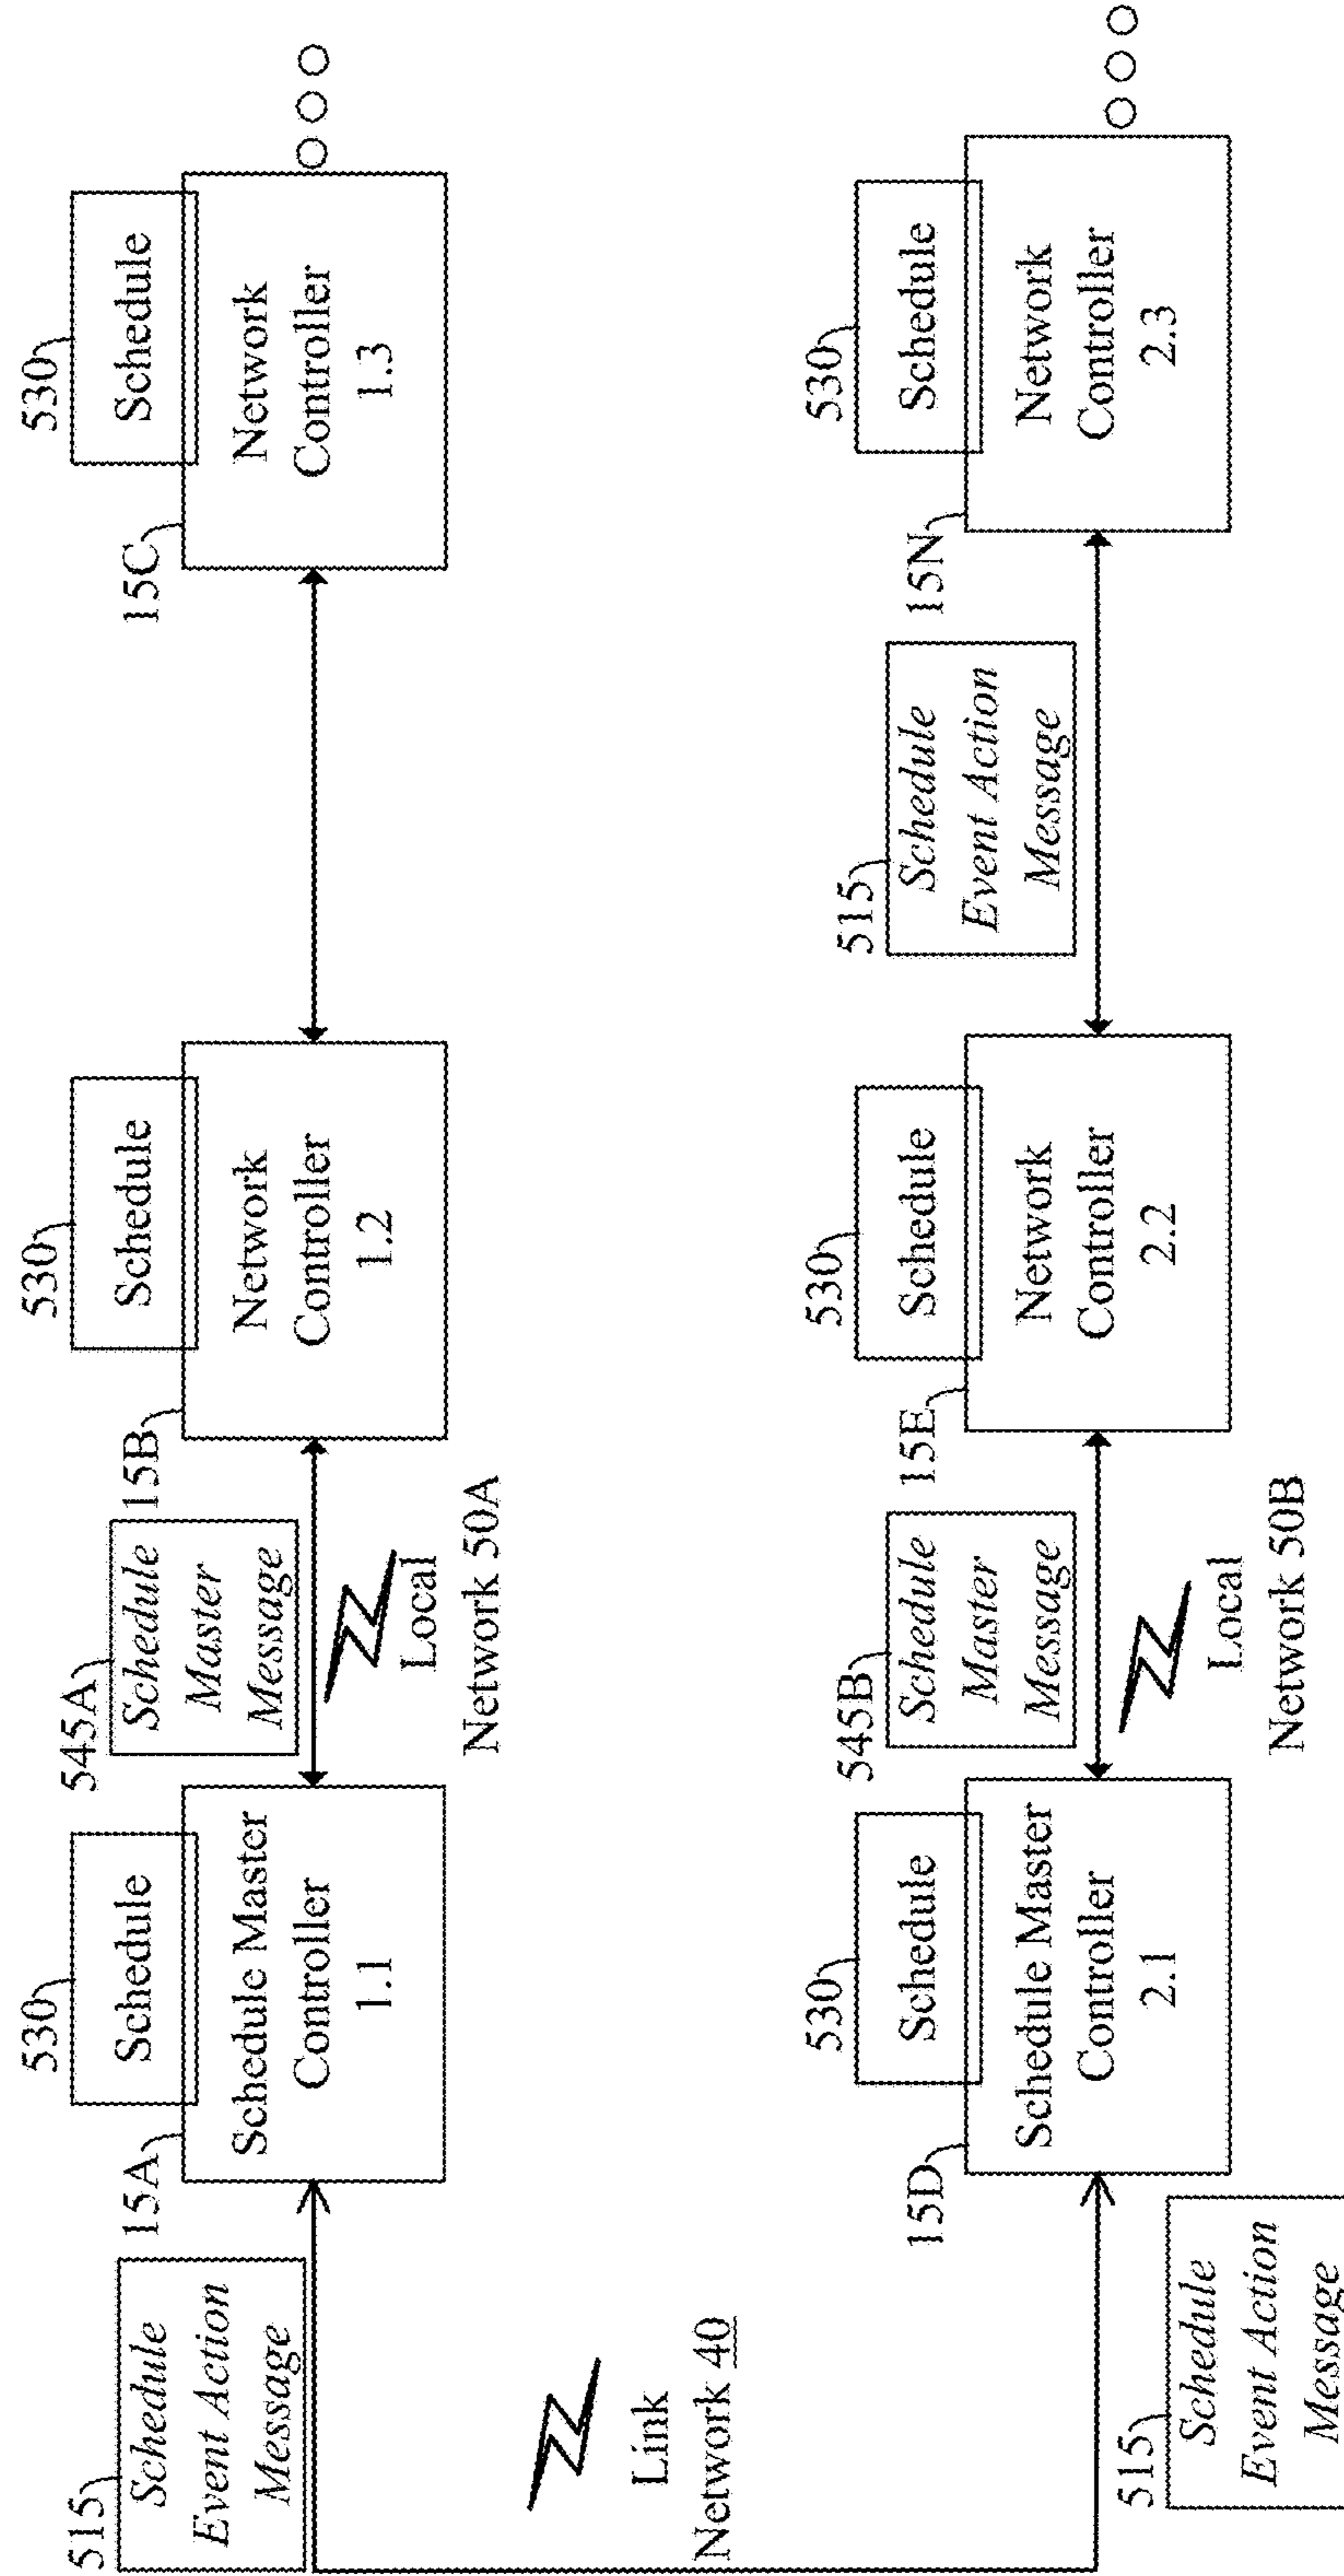 515
Schedule
Event Action
Message
15A
530
Schedule
Schedule Master
Controller
1.1
545A
Schedule
Master
Message
Local
Network 50A
15B
530
Schedule
Network
Controller
1.2
15C
530
Schedule
Network
Controller
1.3
Link
Network 40
515
Schedule
Event Action
Message
15D
530
Schedule
Schedule Master
Controller
2.1
545B
Schedule
Master
Message
Local
Network 50B
15E
530
Schedule
Network
Controller
2.2
515
Schedule
Event Action
Message
15N
530
Schedule
Network
Controller
2.3